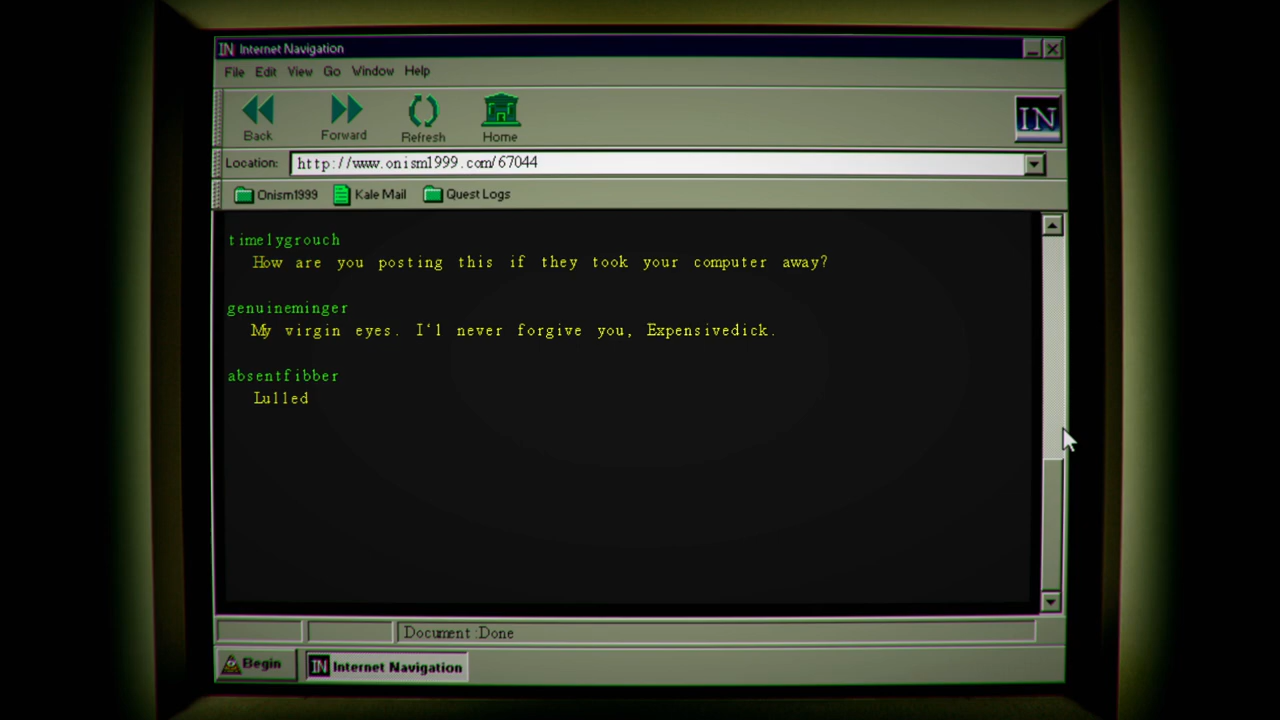 IN Internet Navigation
File Edit View Go Window Help
Back Forward Refresh Home
IN
Location: http://www.onism1999.com/67044
Onism1999 Kale Mail Quest Logs
timelygrouch
How are you posting this if they took your computer away?
genuineminger
My virgin eyes. I'l never forgive you, Expensivedick.
absentfibber
Lulled
Document :Done
Begin IN Internet Navigation